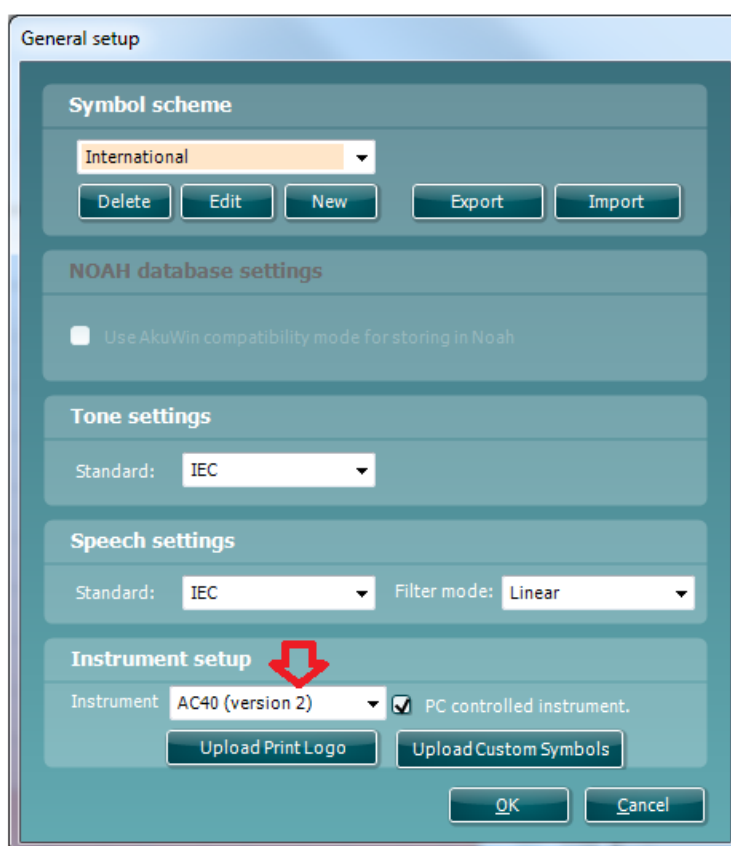 General setup
Symbol scheme
International
Delete Edit New Export Import
NOAH database settings
Use AkuWin compatibility mode for storing in Noah
Tone settings
Standard: IEC
Speech settings
Standard: IEC Filter mode: Linear
Instrument setup
Instrument AC40 (version 2) PC controlled instrument.
Upload Print Logo Upload Custom Symbols
OK Cancel